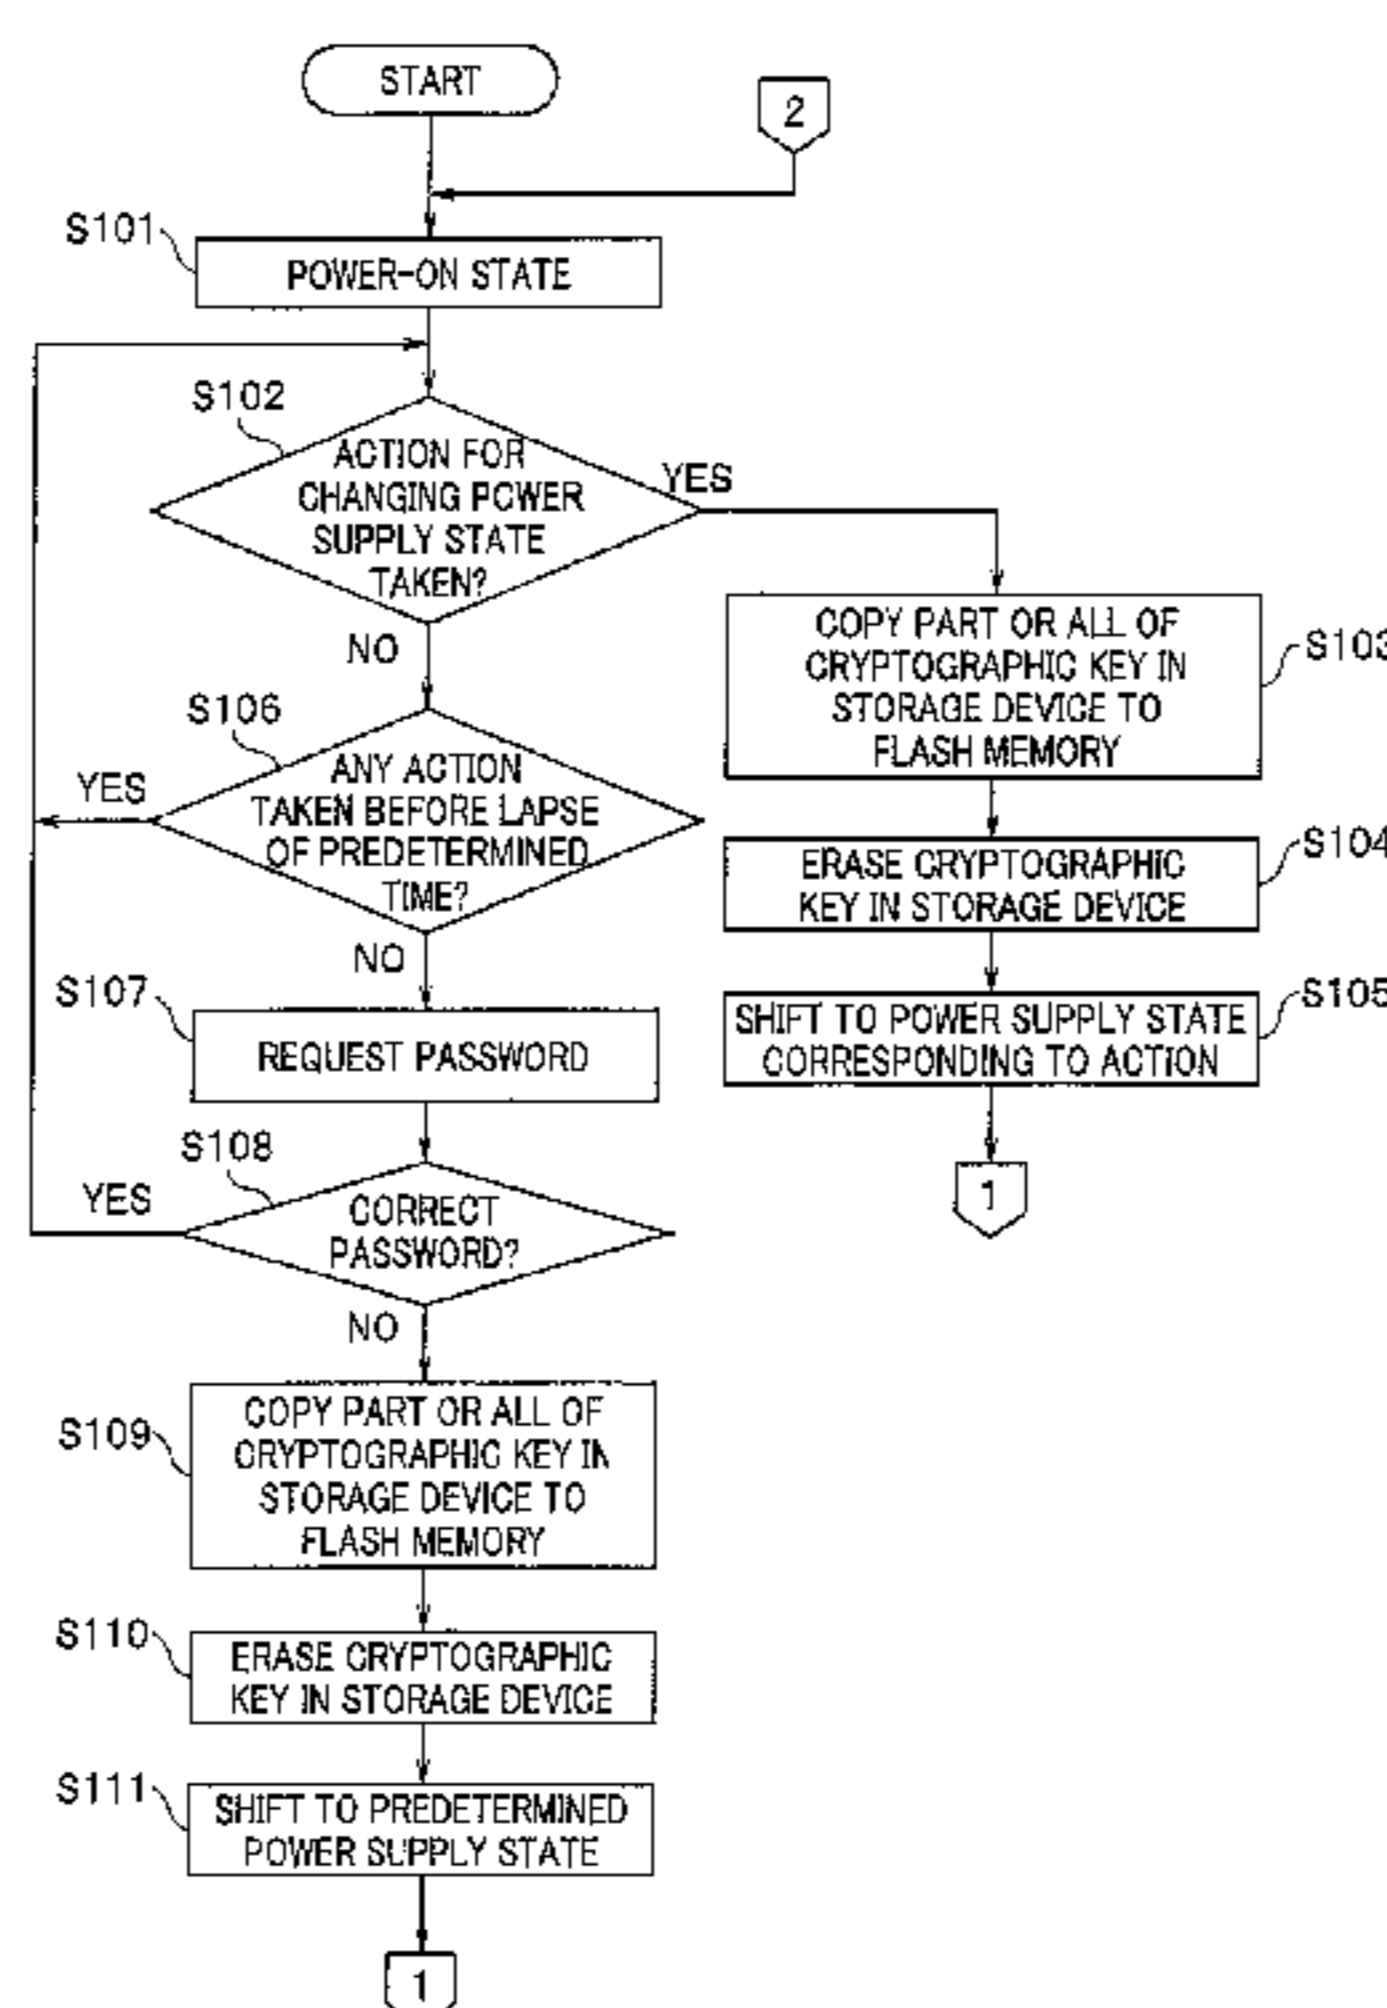 START
2
S101
POWER-ON STATE
S102
ACTION FOR
CHANGING POWER
SUPPLY STATE
TAKEN?
YES
NO
COPY PART OR ALL OF
CRYPTOGRAPHIC KEY IN
STORAGE DEVICE TO
FLASH MEMORY
S103
ERASE CRYPTOGRAPHIC
KEY IN STORAGE DEVICE
S104
SHIFT TO POWER SUPPLY STATE
CORRESPONDING TO ACTION
S105
1
S106
ANY ACTION
TAKEN BEFORE LAPSE
OF PREDETERMINED
TIME?
YES
NO
S107
REQUEST PASSWORD
S108
CORRECT
PASSWORD?
YES
NO
S109
COPY PART OR ALL OF
CRYPTOGRAPHIC KEY IN
STORAGE DEVICE TO
FLASH MEMORY
S110
ERASE CRYPTOGRAPHIC
KEY IN STORAGE DEVICE
S111
SHIFT TO PREDETERMINED
POWER SUPPLY STATE
1